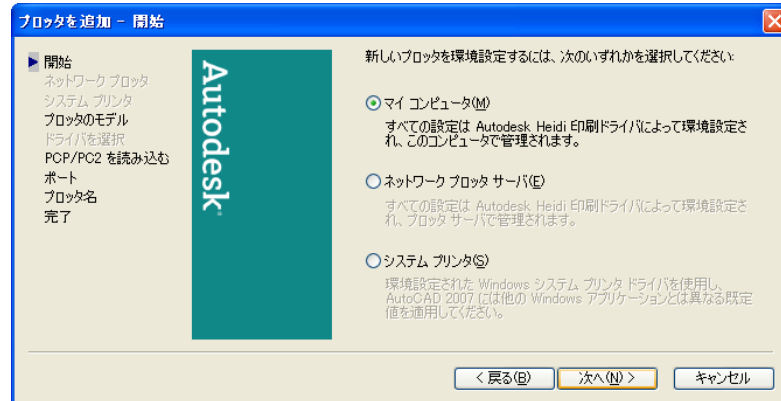 プロッタを追加 - 開始
開始
ネットワーク プロッタ
システム プリンタ
プロッタのモデル
ドライバを選択
PCP/PC2 を読み込む
ポート
プロッタ名
完了
Autodesk
新しいプロッタを環境設定するには、次のいずれかを選択してください:
マイ コンピュータ(M)
すべての設定は Autodesk Heidi 印刷ドライバによって環境設定さ
れ、このコンピュータで管理されます。
ネットワーク プロッタ サーバ(E)
すべての設定は Autodesk Heidi 印刷ドライバによって環境設定さ
れ、プロッタ サーバで管理されます。
システム プリンタ(S)
環境設定された Windows システム プリンタ ドライバを使用し、
AutoCAD 2007 には他の Windows アプリケーションとは異なる既定
値を適用してください。
< 戻る(B)
次へ(N) >
キャンセル